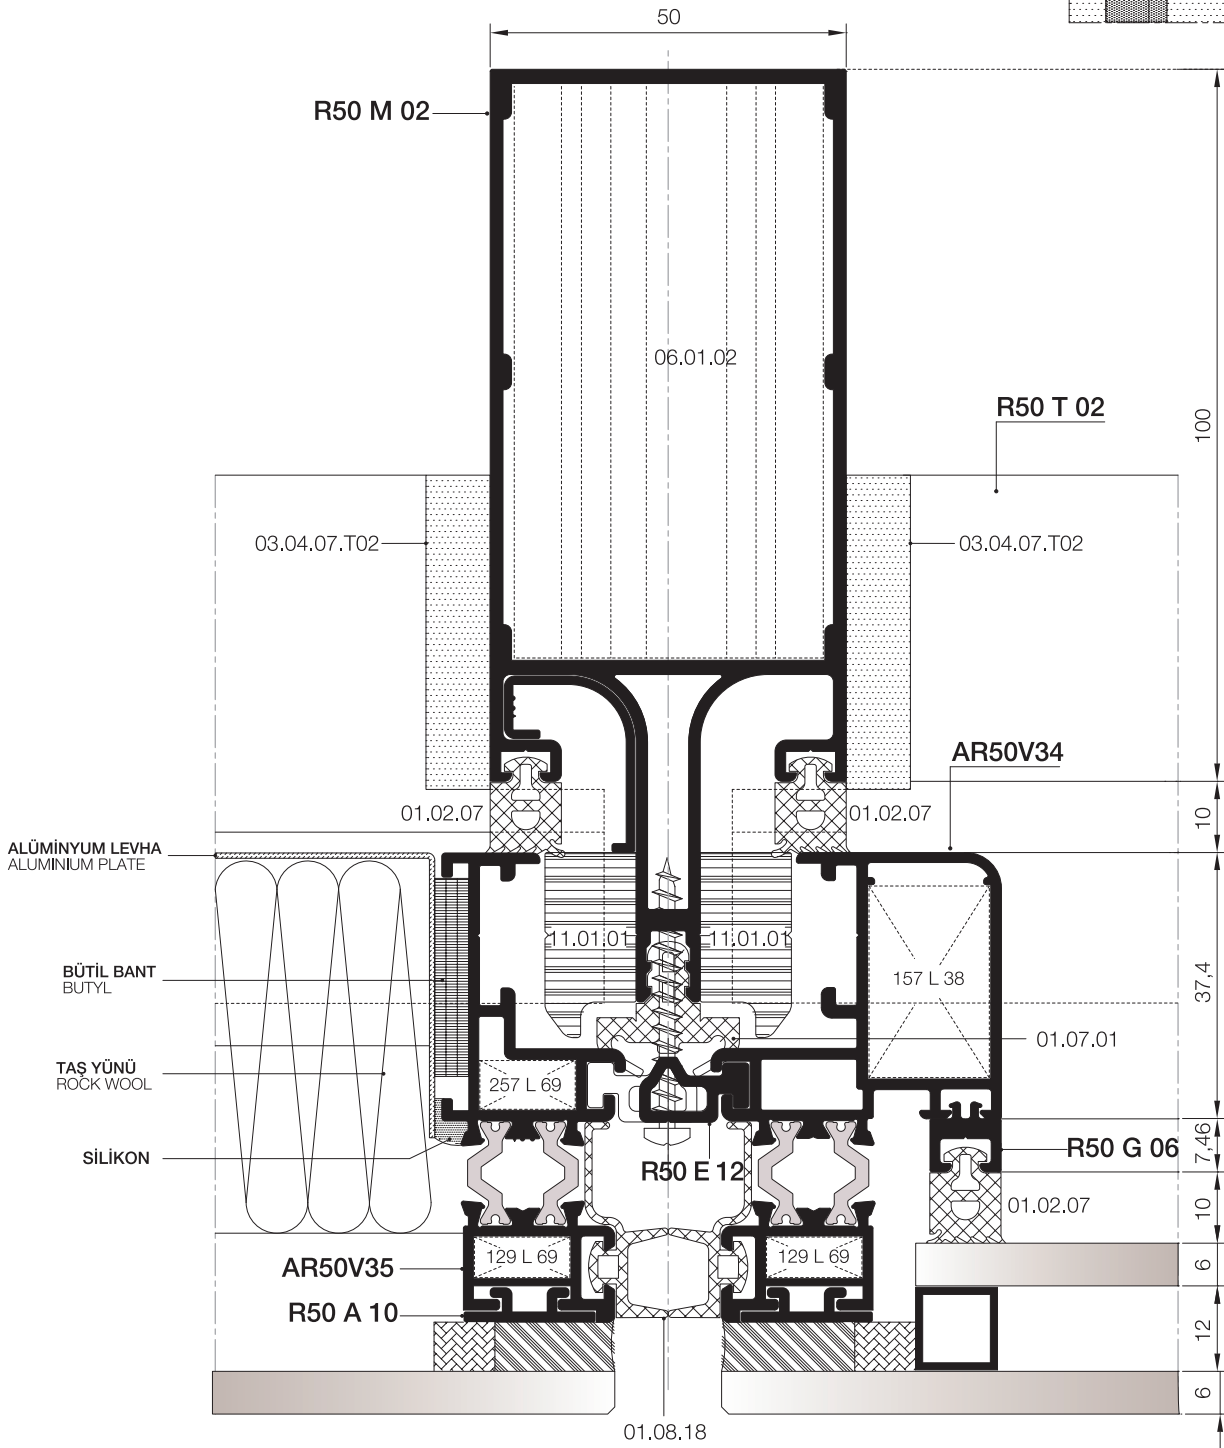 50
R50 M 02
06.01.02
R50 T 02
100
03.04.07.T02
03.04.07.T02
AR50V34
01.02.07
01.02.07
10
ALÜMİNYUM LEVHA
ALUMINIUM PLATE
11.01.01
11.01.01
BÜTİL BANT
BUTYL
157 L 38
37,4
01.07.01
TAŞ YÜNÜ
ROCK WOOL
257 L 69
SİLİKON
R50 E 12
R50 G 06
7,46
01.02.07
10
129 L 69
129 L 69
AR50V35
6
R50 A 10
12
6
01.08.18